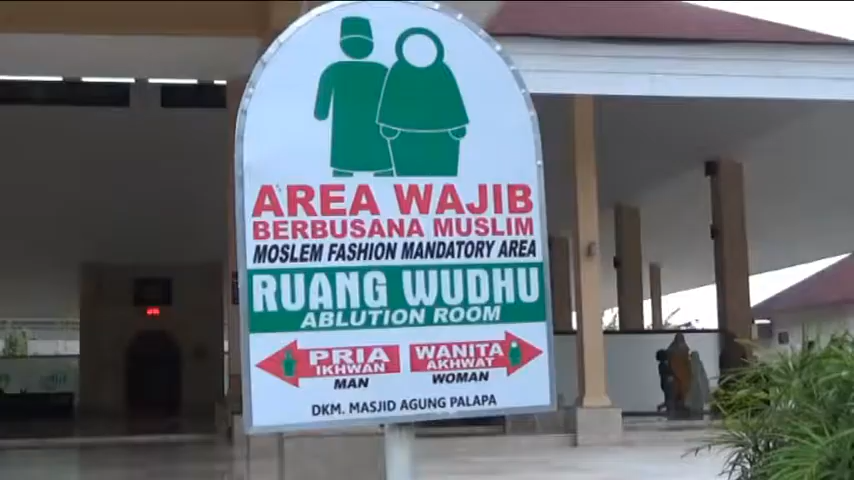 AREA WAJIB
BERBUSANA MUSLIM
MOSLEM FASHION MANDATORY AREA
RUANG WUDHU
ABLUTION ROOM
PRIA
IKHWAN
MAN
WANITA
AKHWAT
WOMAN
DKM. MASJID AGUNG PALAPA